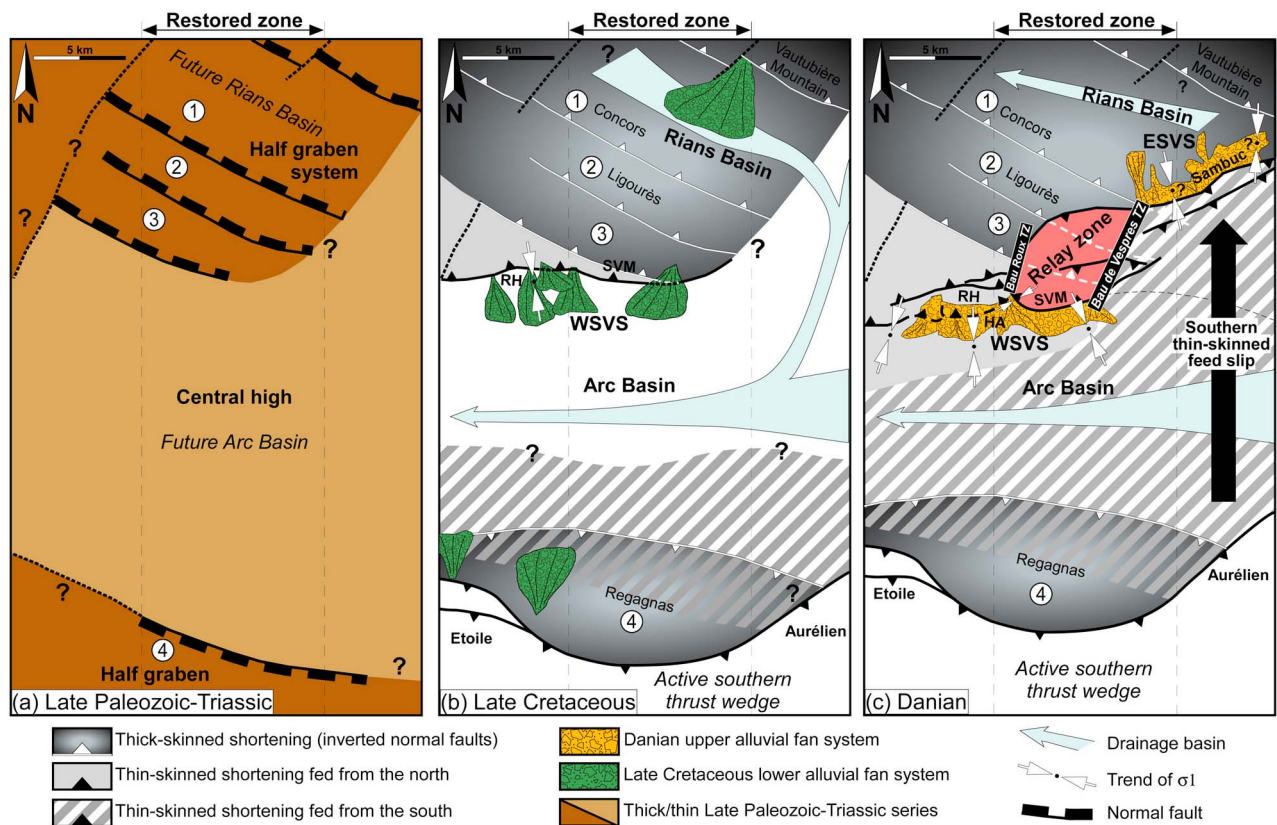 Restored zone
5 km
N
Future Rians Basin
1
Half graben
system
2
?
3
?
?
Central high
Future Arc Basin
?
4
Half graben
?
(a) Late Paleozoic-Triassic
Restored zone
5 km
N
?
Vautubière
Mountain
1
Concors
Rians Basin
2
Ligourès
3
?
SVM
RH
WSVS
Arc Basin
?
?
Regagnas
?
4
Etoile
Aurélien
Active southern
thrust wedge
(b) Late Cretaceous
Restored zone
5 km
N
Vautubière
Mountain
?
1
Concors
Rians Basin
ESVS
2
Ligourès
?
Sambuc
?
3
Bau Roux TZ
Relay zone
Bau de Vespres TZ
RH
SVM
HA
WSVS
Southern
thin-skinned
feed slip
Arc Basin
Regagnas
4
Etoile
Aurélien
Active southern
thrust wedge
(c) Danian
Thick-skinned shortening (inverted normal faults)
Thin-skinned shortening fed from the north
Thin-skinned shortening fed from the south
Danian upper alluvial fan system
Late Cretaceous lower alluvial fan system
Thick/thin Late Paleozoic-Triassic series
Drainage basin
Trend of σ1
Normal fault